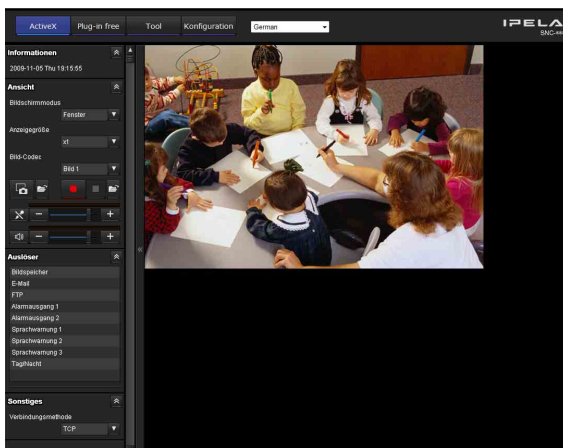 ActiveX Plug-in free Tool Konfiguration German
IPELA
Informationen
2009-11-05 Thu 19:15:55
Ansicht
Bildschirmmodus
Fenster
Anzeigegröße
x1
Bild-Codec
Bild 1
Auslöser
Bildspeicher
E-Mail
FTP
Alarmausgang 1
Alarmausgang 2
Sprachwarnung 1
Sprachwarnung 2
Sprachwarnung 3
Tag/Nacht
Sonstiges
Verbindungsmethode
TCP